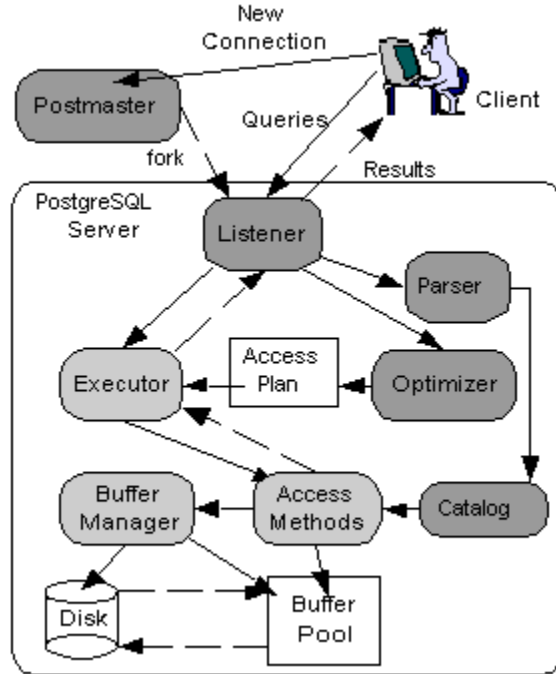 New
Connection
Postmaster
Client
Queries
fork
Results
PostgreSQL
Server
Listener
Parser
Access
Plan
Executor
Optimizer
Buffer
Manager
Access
Methods
Catalog
Disk
Buffer
Pool